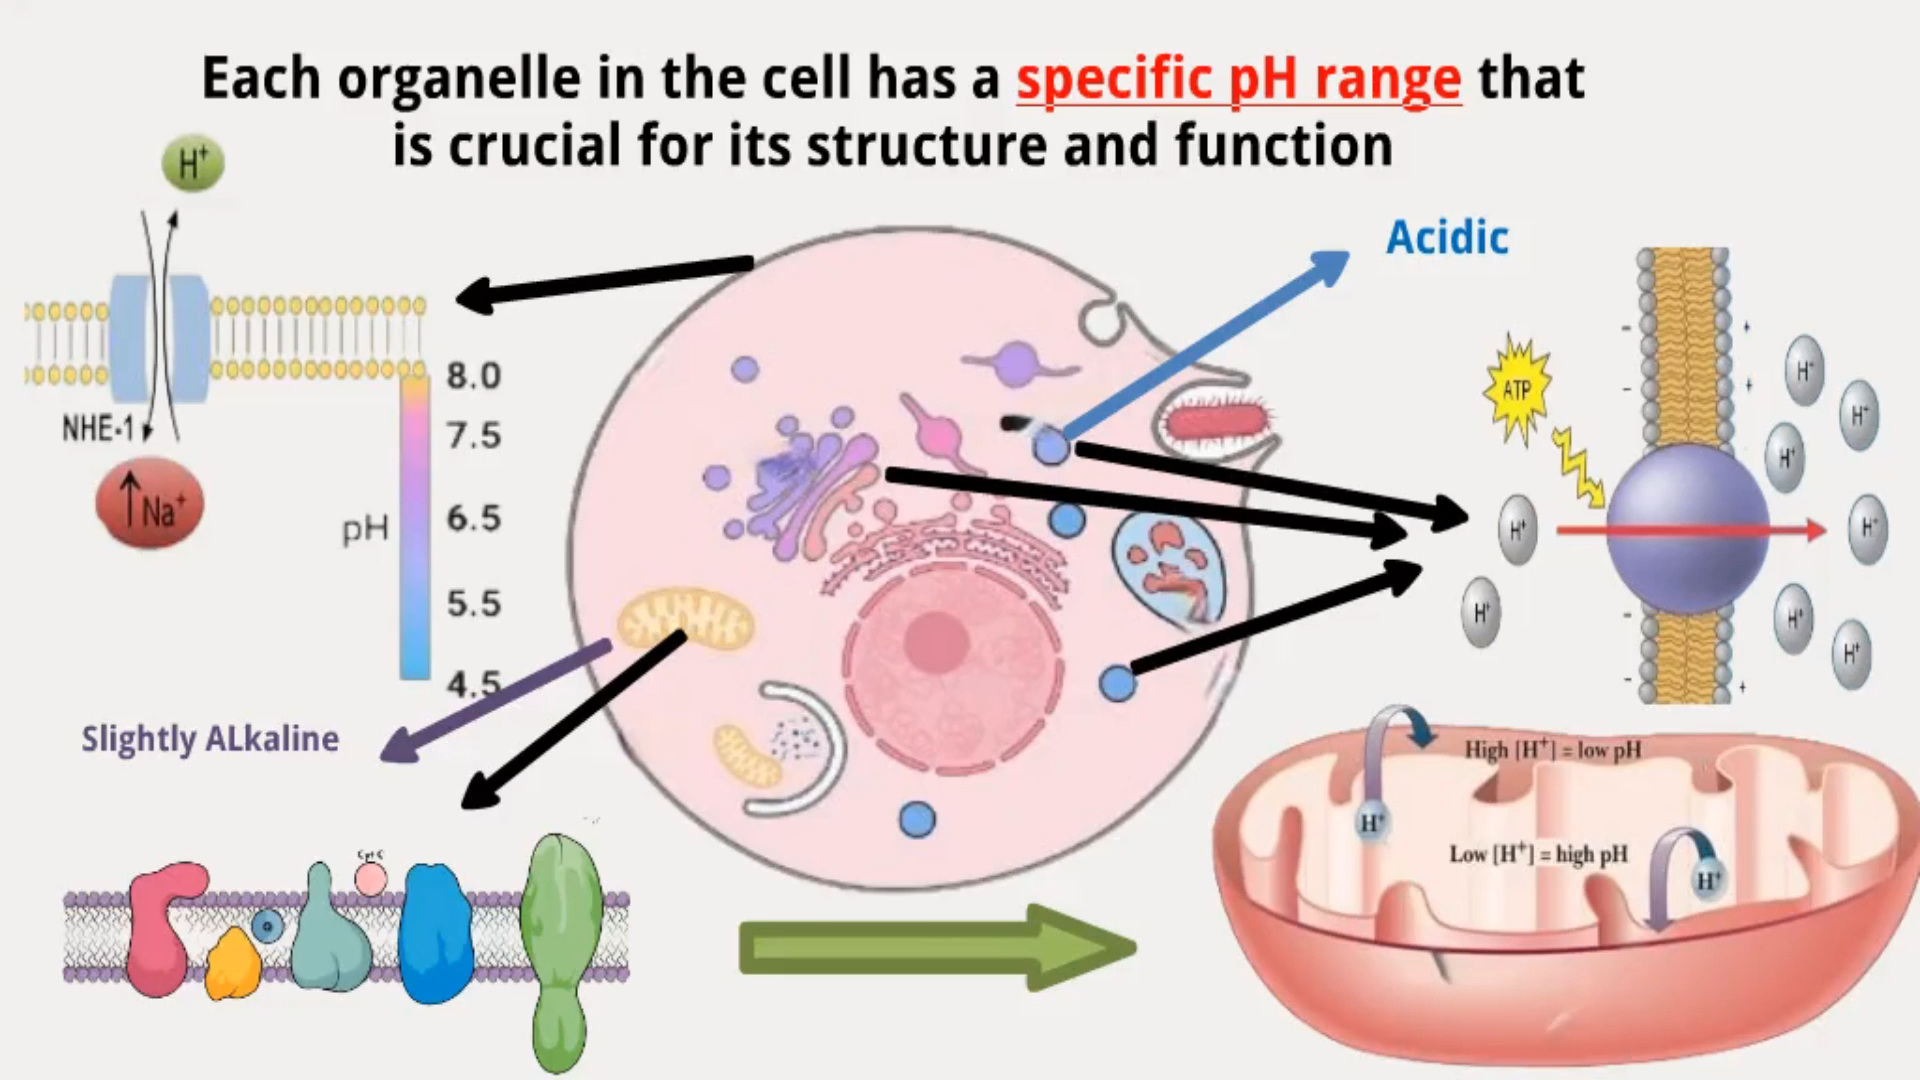 Each organelle in the cell has a specific pH range that
is crucial for its structure and function
H⁺
Acidic
NHE-1
↑Na⁺
pH
8.0
7.5
6.5
5.5
4.5
ATP
H⁺
H⁺
H⁺
H⁺
H⁺
H⁺
H⁺
H⁺
-
-
-
-
+
+
+
Slightly ALkaline
Cyt C
High [H⁺] = low pH
H⁺
Low [H⁺] = high pH
H⁺